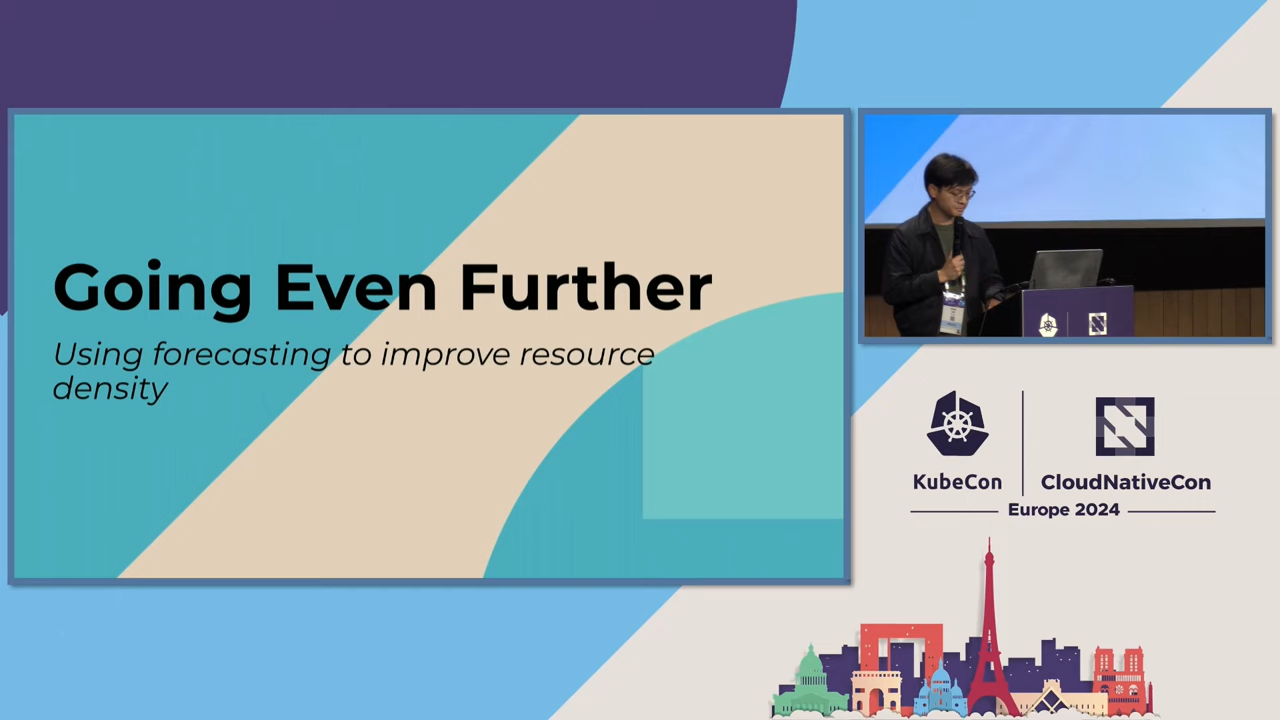 Going Even Further
Using forecasting to improve resource
density
KubeCon
CloudNativeCon
Europe 2024